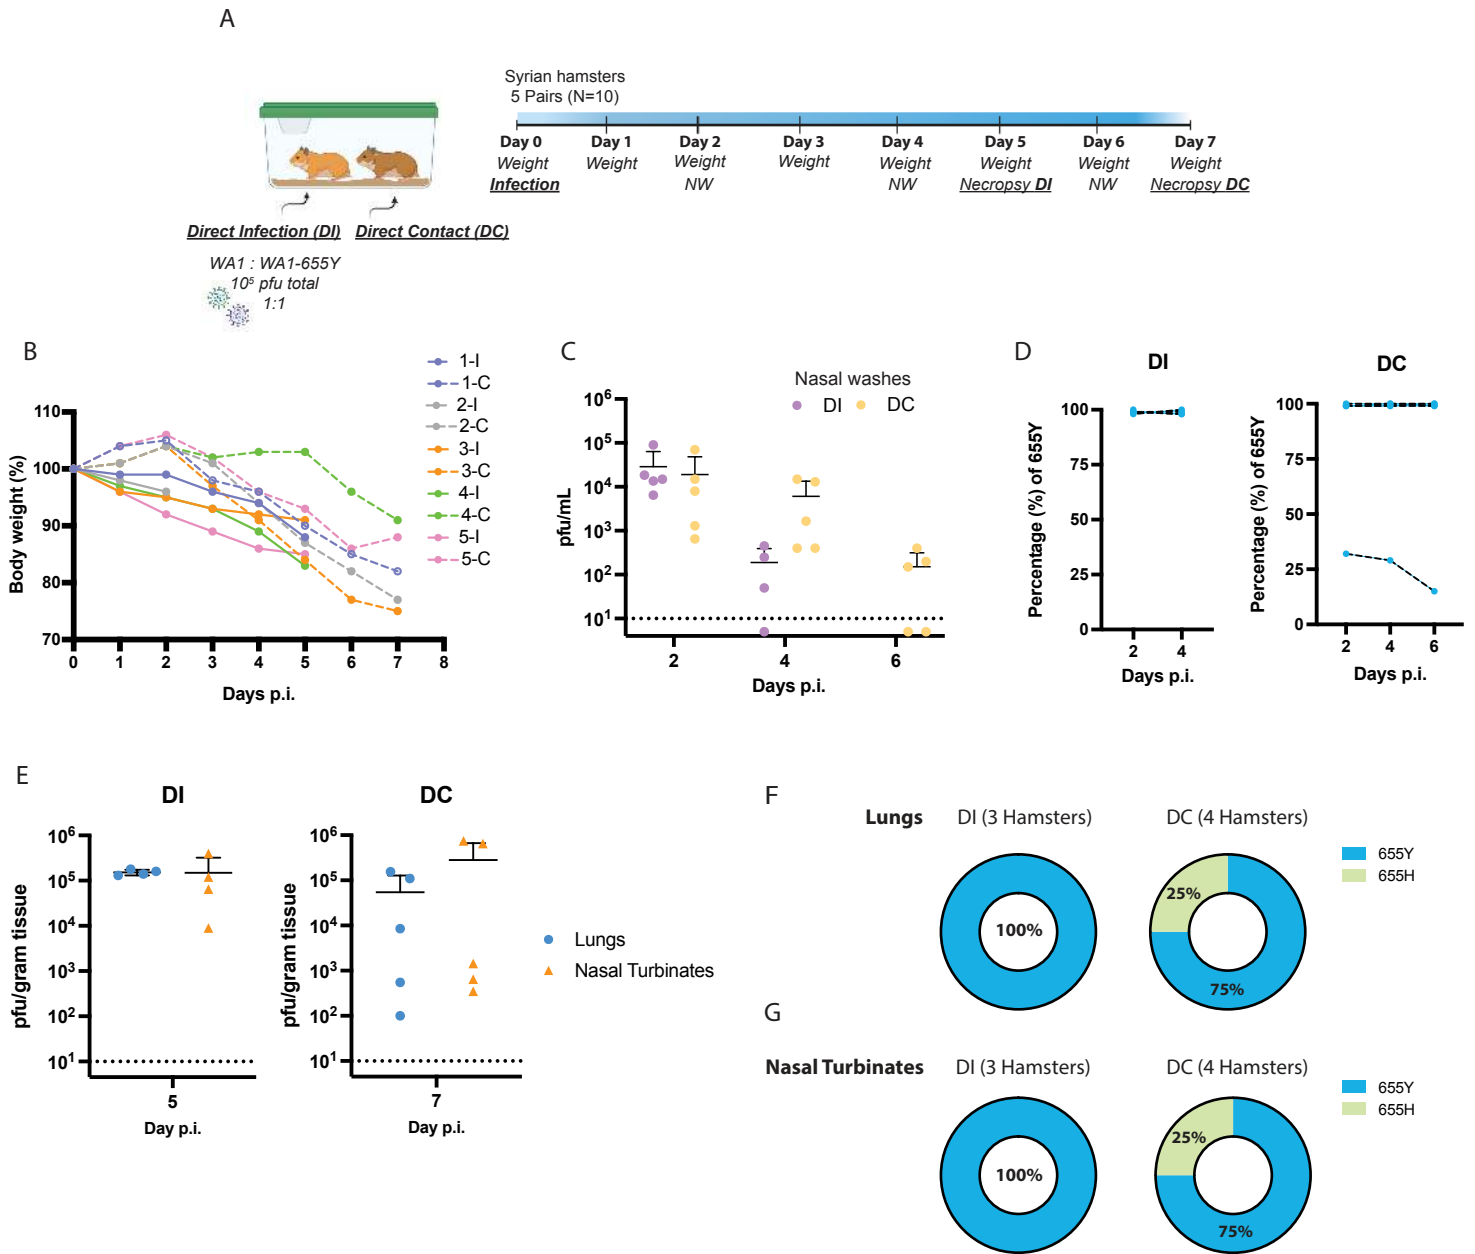 A
Syrian hamsters
5 Pairs (N=10)
Day 0 Day 1 Day 2 Day 3 Day 4 Day 5 Day 6 Day 7
Weight Weight Weight Weight Weight Weight Weight Weight
Infection NW NW Necropsy DI NW Necropsy DC
Direct Infection (DI) Direct Contact (DC)
WA1 : WA1-655Y
10⁵ pfu total
1:1
B
1-I
1-C
2-I
2-C
3-I
3-C
4-I
4-C
5-I
5-C
Body weight (%)
110
100
90
80
70
0 1 2 3 4 5 6 7 8
Days p.i.
C
Nasal washes
DI DC
pfu/mL
10⁶
10⁵
10⁴
10³
10²
10¹
2 4 6
Days p.i.
D
DI
Percentage (%) of 655Y
100
75
50
25
0
2 4
Days p.i.
DC
Percentage (%) of 655Y
100
75
50
25
0
2 4 6
Days p.i.
E
DI
pfu/gram tissue
10⁶
10⁵
10⁴
10³
10²
10¹
5
Day p.i.
DC
pfu/gram tissue
10⁶
10⁵
10⁴
10³
10²
10¹
7
Day p.i.
Lungs
Nasal Turbinates
F
Lungs DI (3 Hamsters) DC (4 Hamsters)
655Y
655H
100%
25%
75%
G
Nasal Turbinates DI (3 Hamsters) DC (4 Hamsters)
655Y
655H
100%
25%
75%